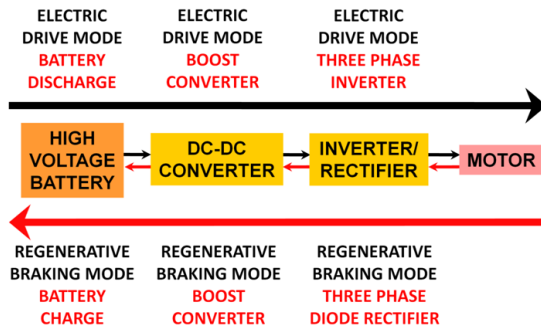 ELECTRIC
DRIVE MODE
BATTERY
DISCHARGE
ELECTRIC
DRIVE MODE
BOOST
CONVERTER
ELECTRIC
DRIVE MODE
THREE PHASE
INVERTER
HIGH
VOLTAGE
BATTERY
DC-DC
CONVERTER
INVERTER/
RECTIFIER
MOTOR
REGENERATIVE
BRAKING MODE
BATTERY
CHARGE
REGENERATIVE
BRAKING MODE
BOOST
CONVERTER
REGENERATIVE
BRAKING MODE
THREE PHASE
DIODE RECTIFIER